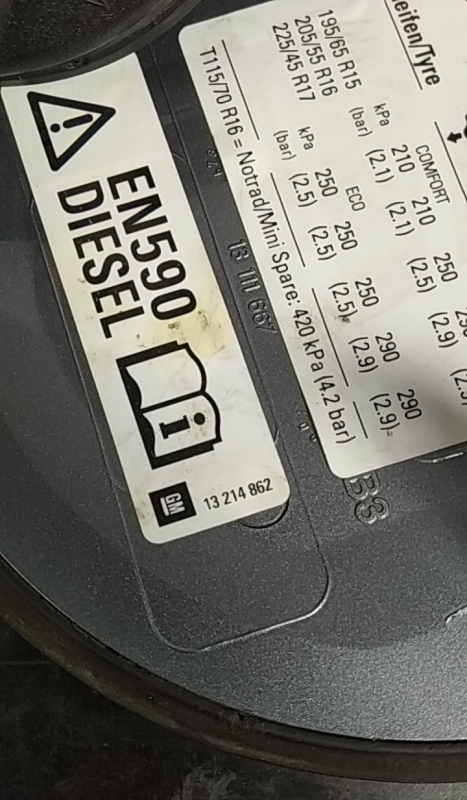 EN590
DIESEL
GM
13 214 862
eifen/Tyre
195/65 R15
205/55 R16
225/45 R17
kPa
(bar)
COMFORT
210 210 250
(2.1) (2.1) (2.5)
kPa
(bar)
ECO
250 250 250 290 290
(2.5) (2.5) (2.5) (2.9) (2.9)
T115/70 R16 = Notrad/Mini Spare: 420 kPa (4.2 bar)
13 111 667